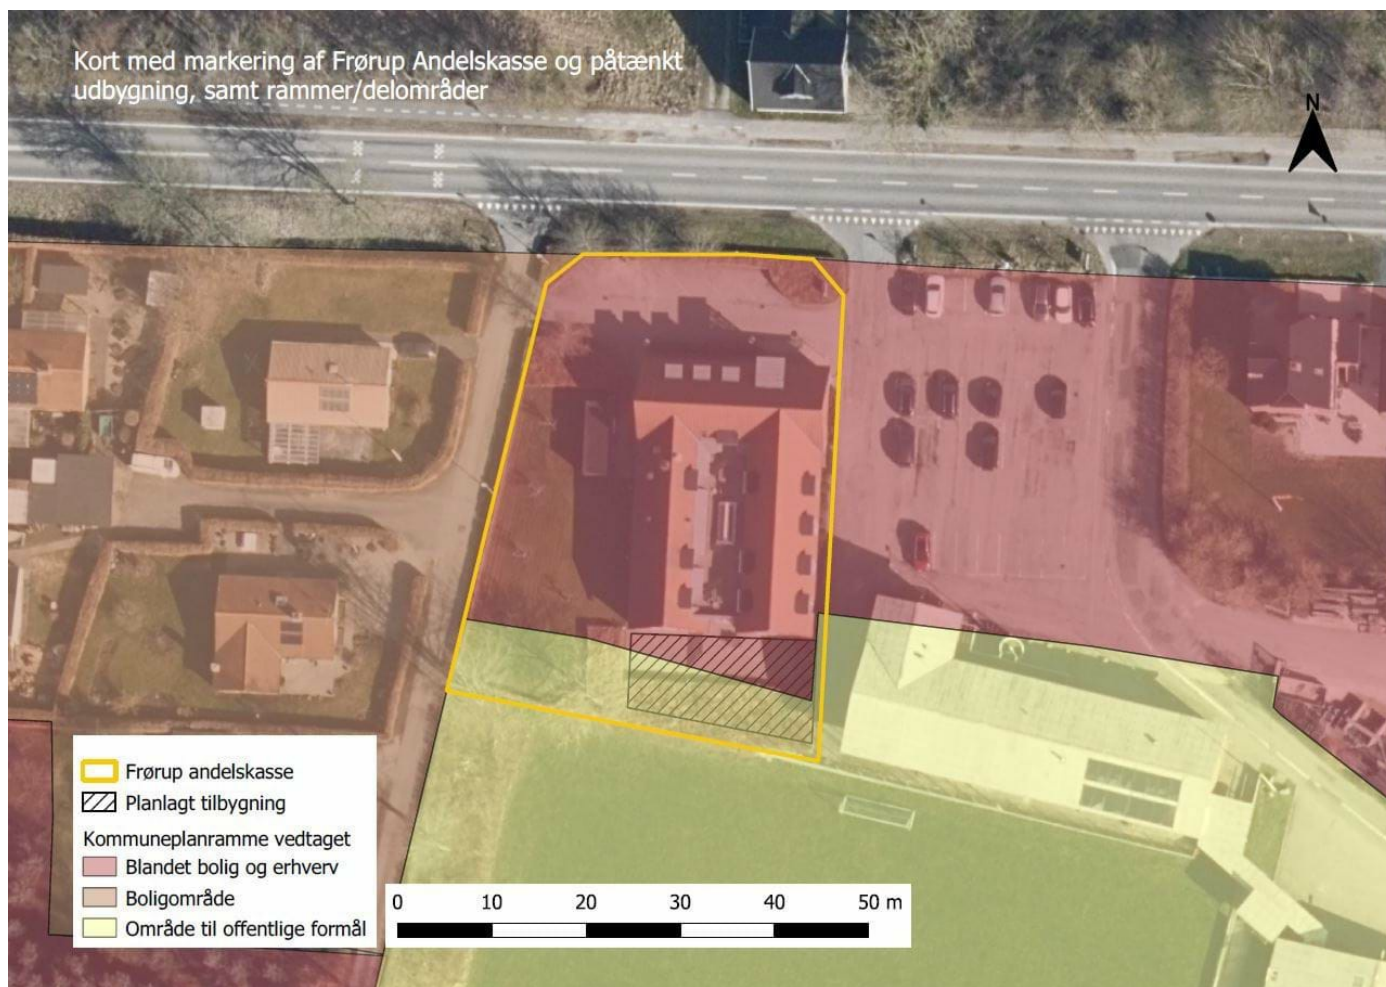 Kort med markering af Frørup Andelskasse og påtænkt
udbygning, samt rammer/delområder
N
Frørup andelskasse
Planlagt tilbygning
Kommuneplanramme vedtaget
Blandet bolig og erhverv
Boligområde
Område til offentlige formål
0 10 20 30 40 50 m